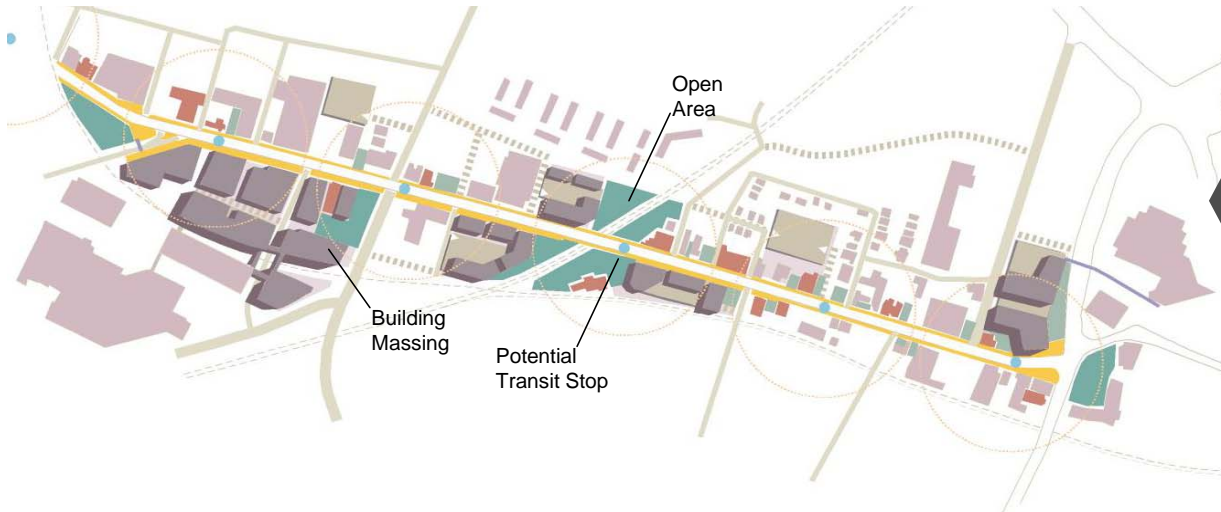 Open
Area
Building
Massing
Potential
Transit Stop